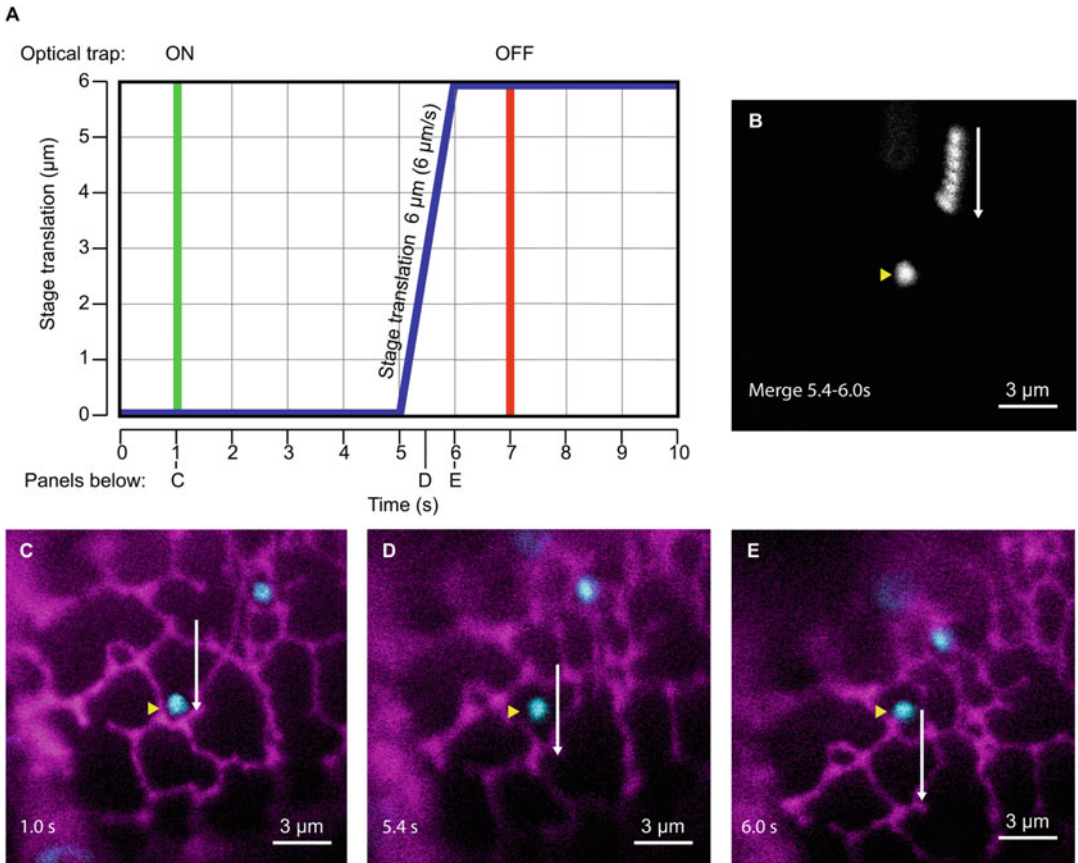 A
Optical trap: ON OFF
Stage translation (µm)
6
5
4
3
2
1
0
Stage translation 6 µm (6 µm/s)
0 1 2 3 4 5 6 7 8 9 10
Panels below: C D E
Time (s)
B
Merge 5.4-6.0s
3 µm
C
1.0 s
3 µm
D
5.4 s
3 µm
E
6.0 s
3 µm